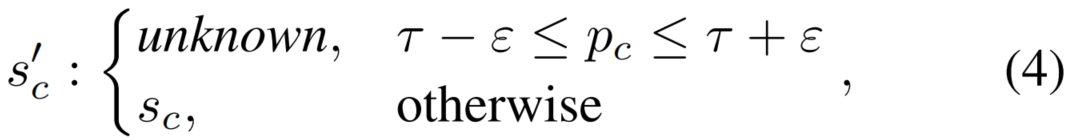 s′_c : { unknown, τ − ε ≤ p_c ≤ τ + ε
s_c, otherwise , (4)